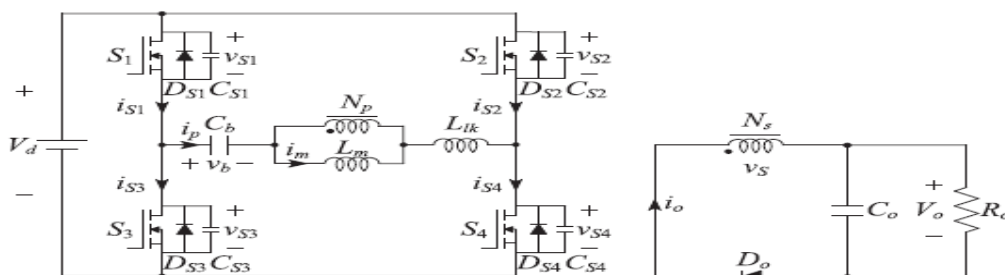 S1 + vS1 − S2 + vS2 −
DS1 CS1 DS2 CS2
iS1 Np iS2 Llk Ns
+ Vd − ip Cb
+ vb − im Lm vS
iS3 iS4 io Co + Vo − Ro
S3 + vS3 − S4 + vS4 −
DS3 CS3 DS4 CS4 Do